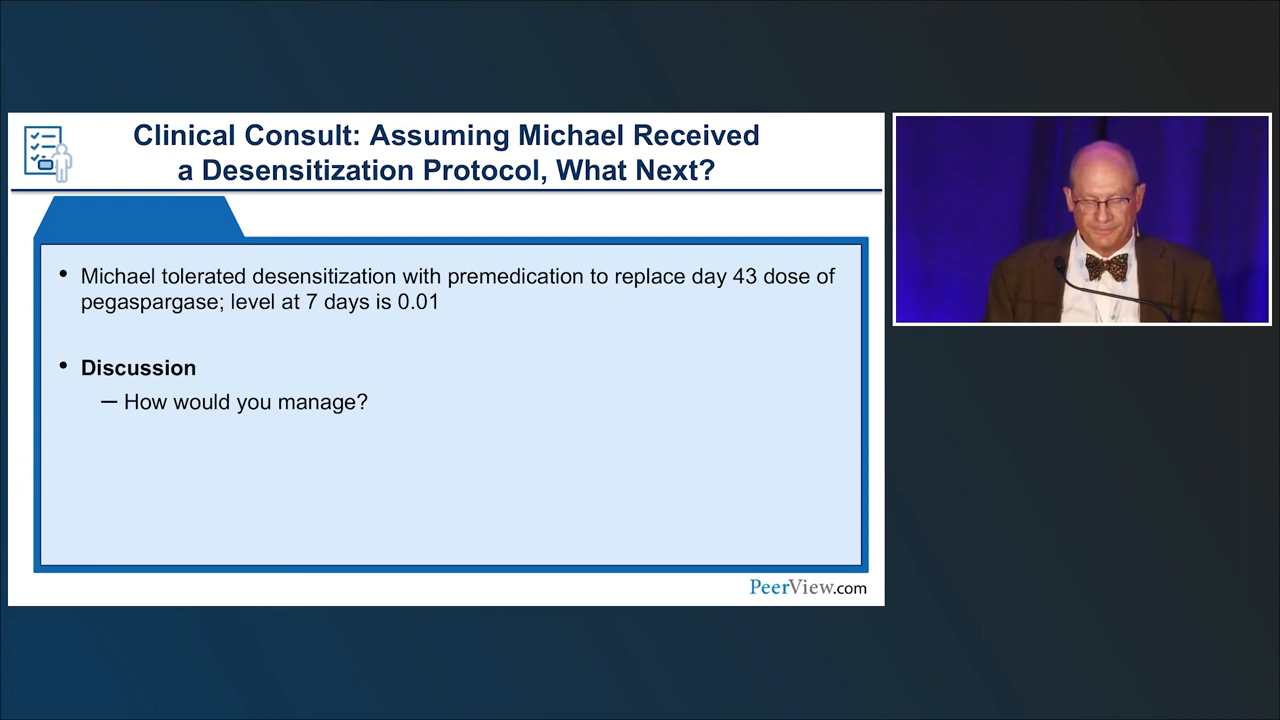 Clinical Consult: Assuming Michael Received
a Desensitization Protocol, What Next?
• Michael tolerated desensitization with premedication to replace day 43 dose of
pegaspargase; level at 7 days is 0.01
• Discussion
– How would you manage?
PeerView.com